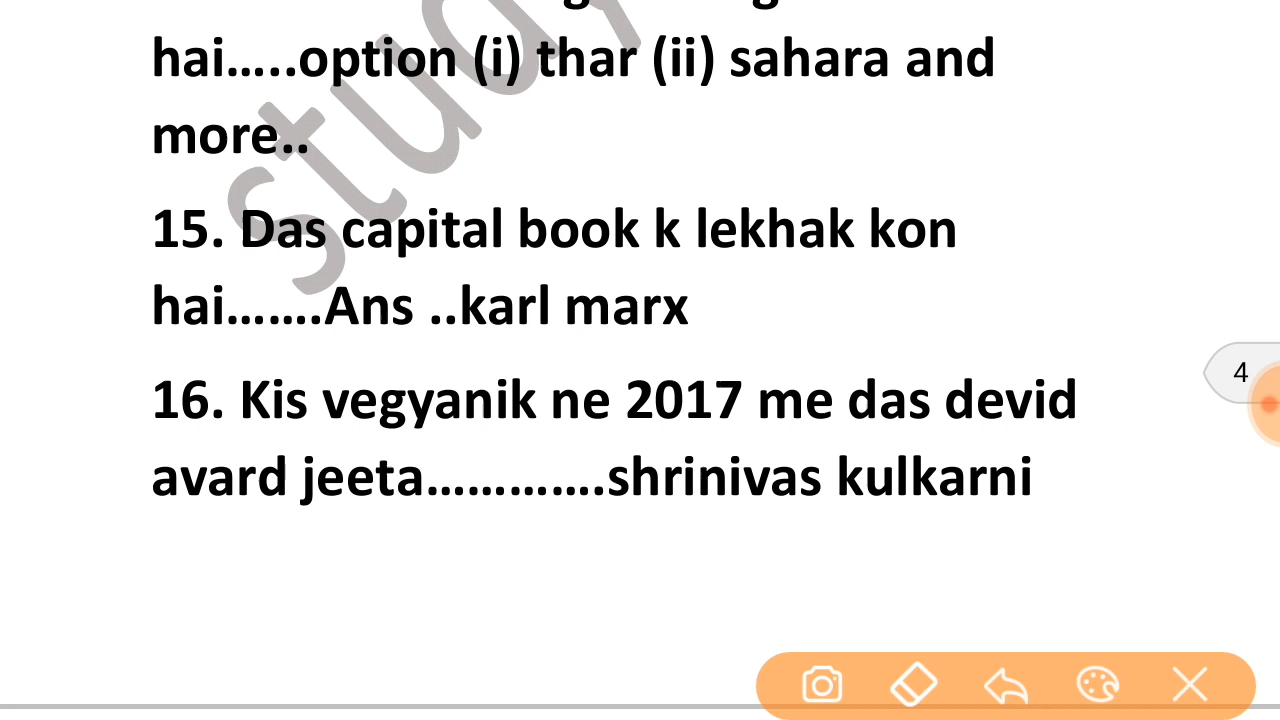 hai…..option (i) thar (ii) sahara and
more..
15. Das capital book k lekhak kon
hai…….Ans ..karl marx
16. Kis vegyanik ne 2017 me das devid
avard jeeta………….shrinivas kulkarni
4
study